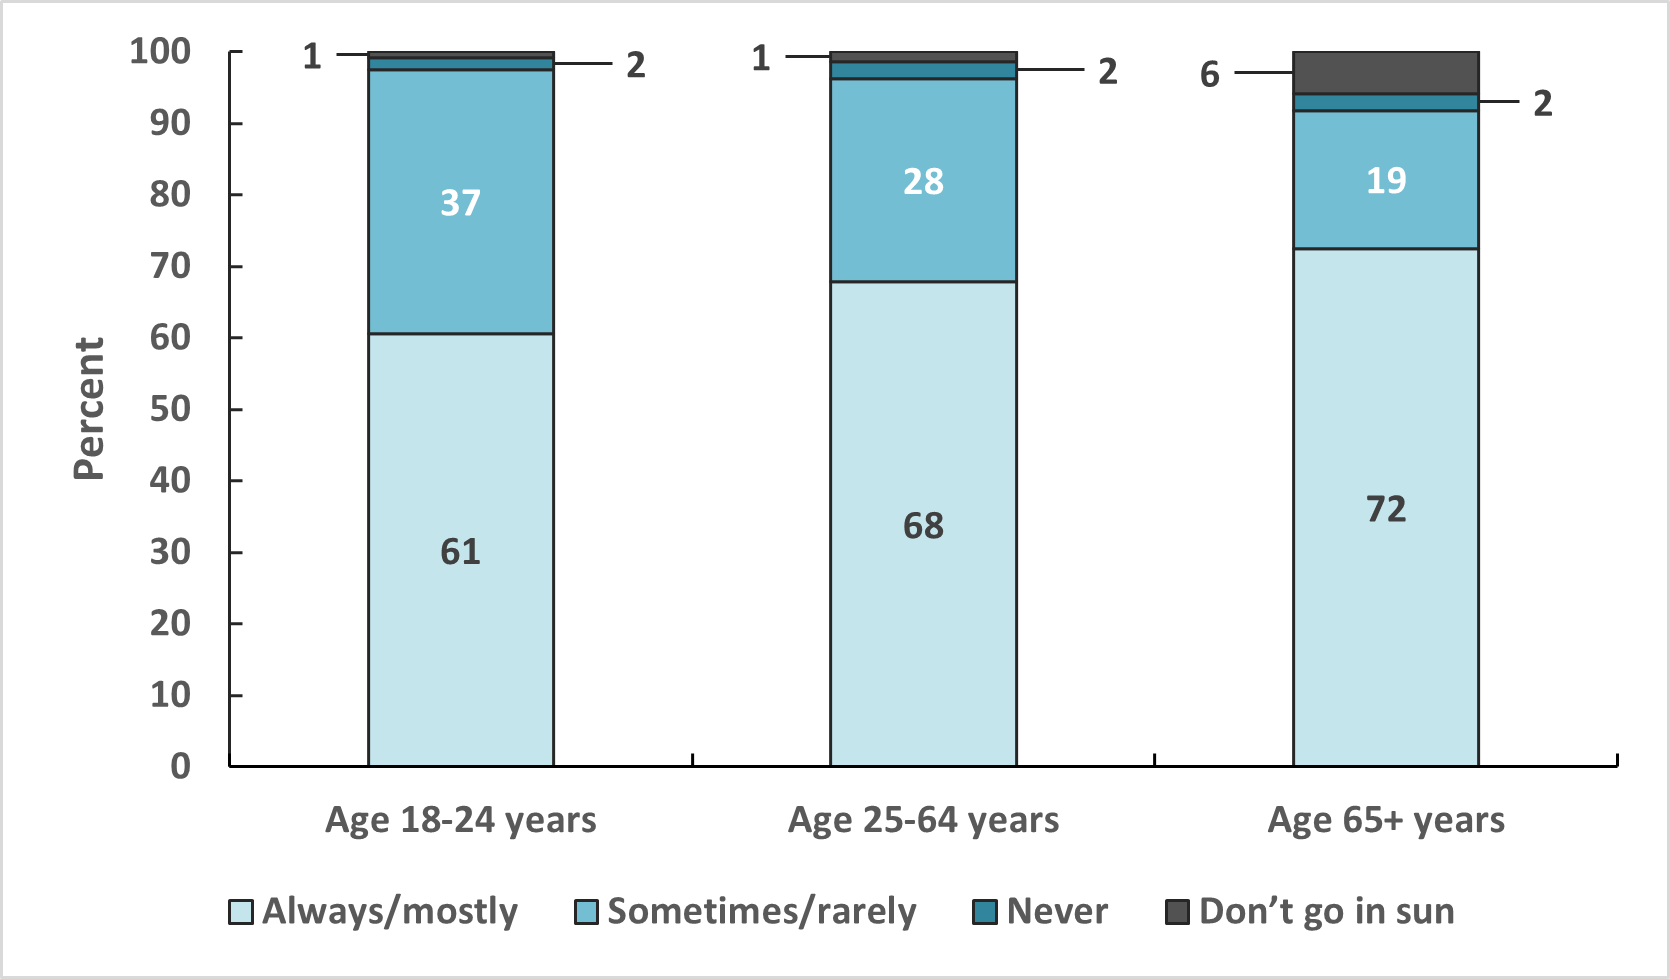 Percent
100
90
80
70
60
50
40
30
20
10
0
1
2
37
61
1
2
28
68
6
2
19
72
Age 18-24 years
Age 25-64 years
Age 65+ years
Always/mostly
Sometimes/rarely
Never
Don’t go in sun